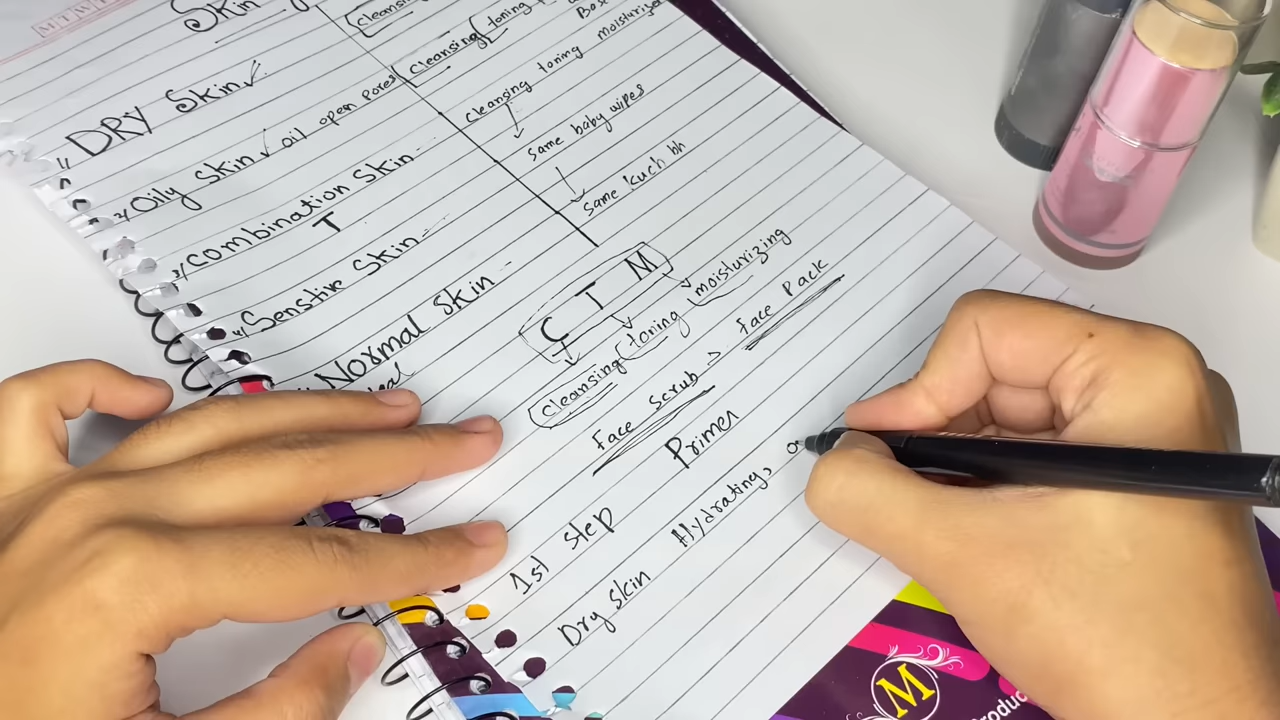 M T W T
Skin
DRY Skin ✓
Oily Skin ✓ oil open pores
Combination Skin -
T
Senstive Skin -
Normal Skin -
Cleansing
Cleansing toning
Cleansing toning moisturizer
Same baby wipes
Same kuch bh
C T M
Cleansing toning moisturizing
Face Scrub > Face Pack
1st step Primer
Dry skin Hydrating,
M